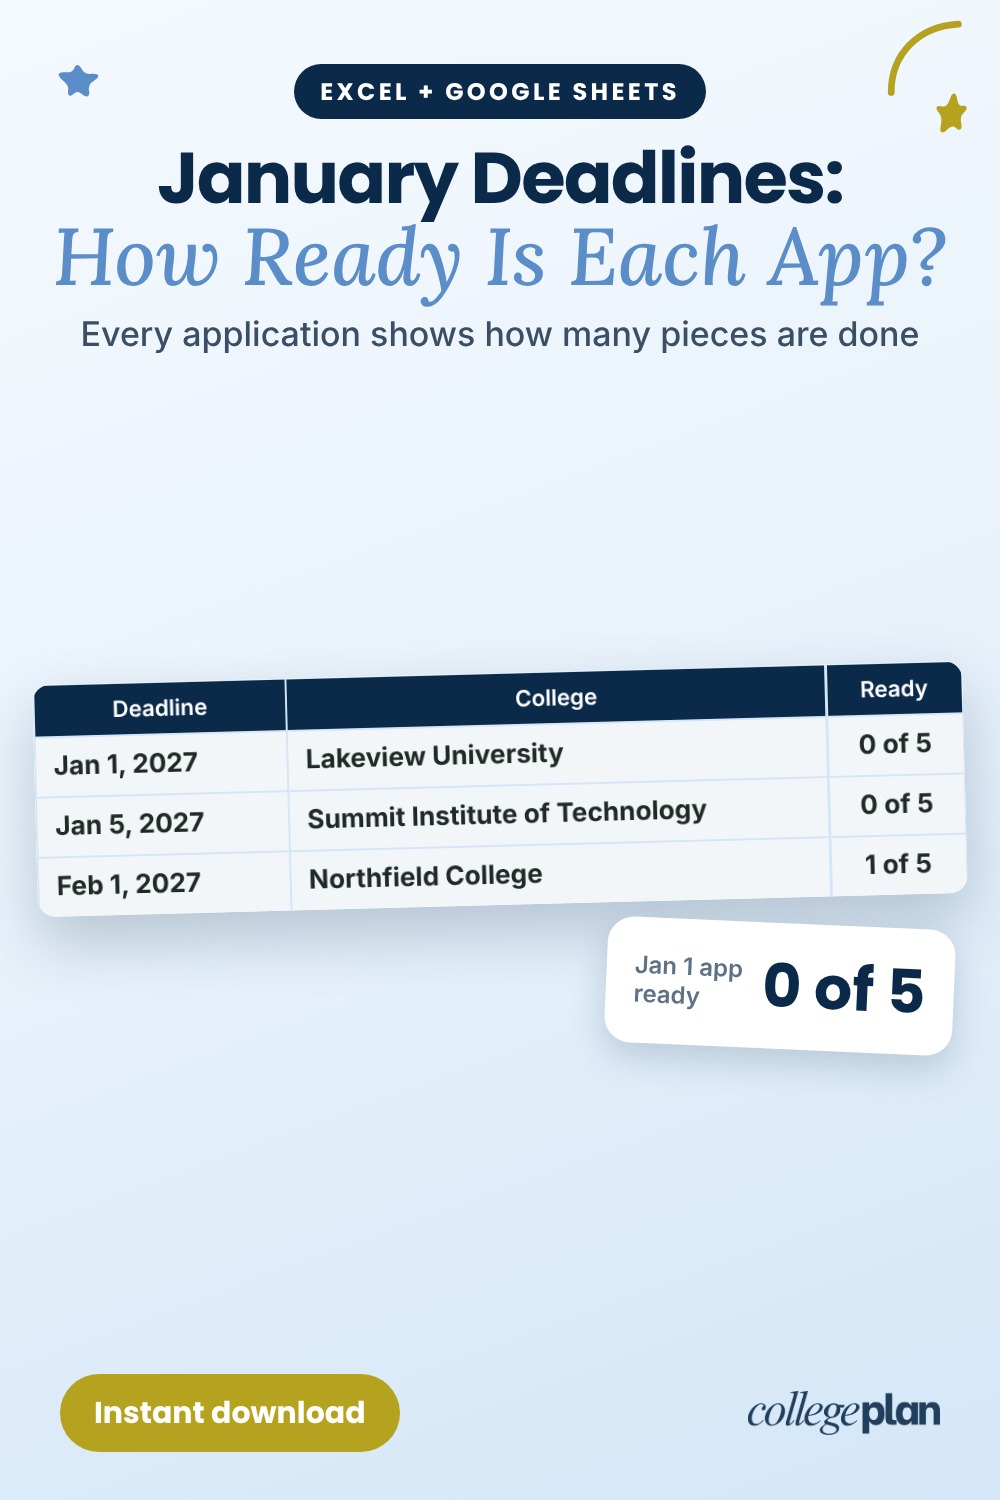 EXCEL + GOOGLE SHEETS
January Deadlines:
How Ready Is Each App?
Every application shows how many pieces are done
Deadline College Ready
Jan 1, 2027 Lakeview University 0 of 5
Jan 5, 2027 Summit Institute of Technology 0 of 5
Feb 1, 2027 Northfield College 1 of 5
Jan 1 app
ready
0 of 5
Instant download
collegeplan